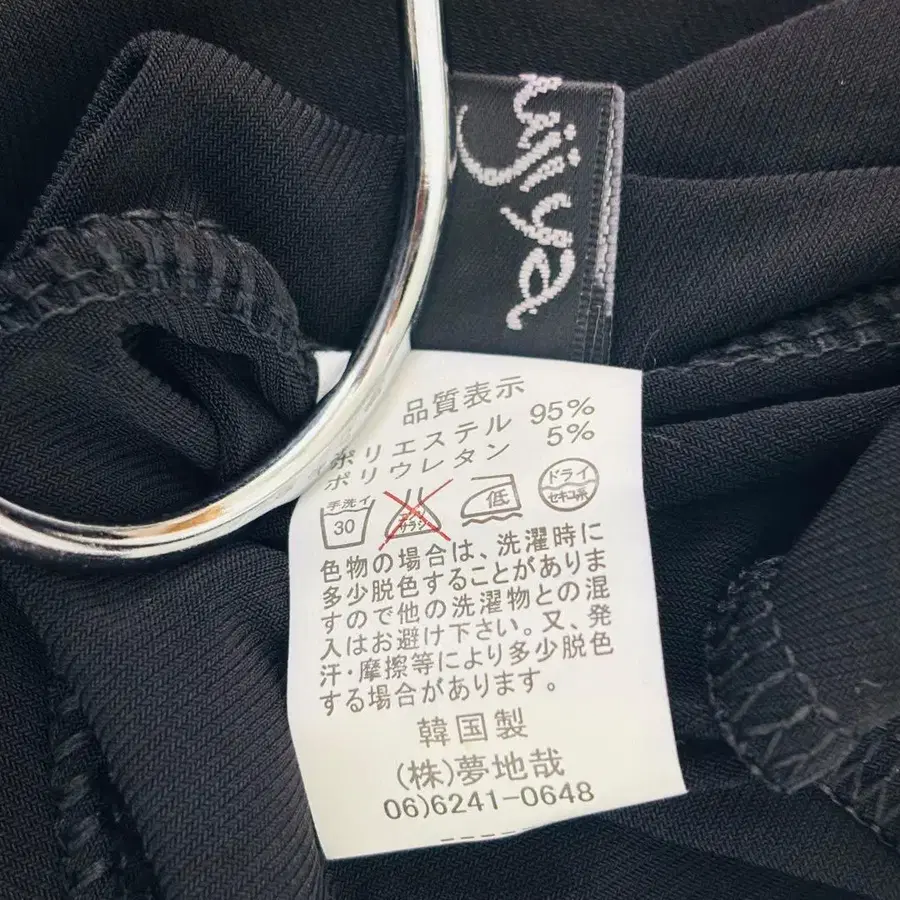 ujiya
品質表示
ポリエステル 95%
ポリウレタン 5%
手洗イ
30
低
ドライ
セキユ系
色物の場合は、洗濯時に
多少脱色することがありま
すので他の洗濯物との混
入はお避け下さい。又、発
汗・摩擦等により多少脱色
する場合があります。
韓国製
(株)夢地哉
06)6241-0648